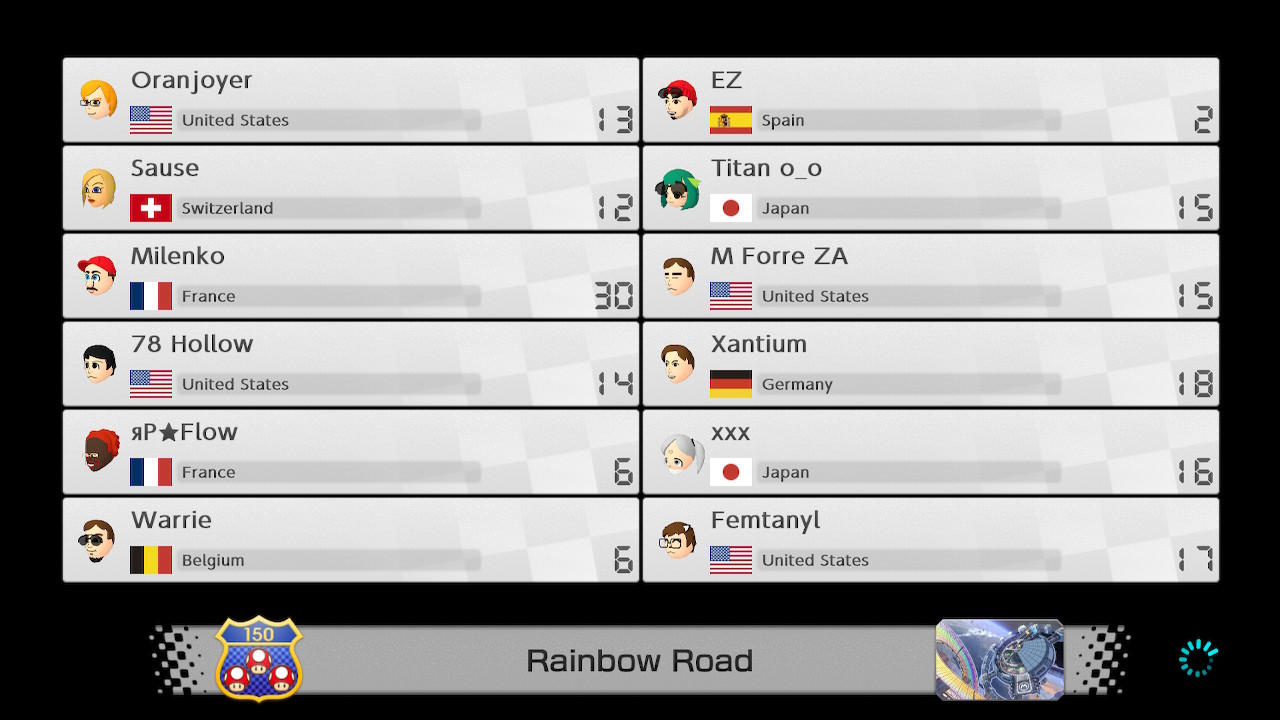 Oranjoyer
United States
13
EZ
Spain
2
Sause
Switzerland
12
Titan o_o
Japan
15
Milenko
France
30
M Forre ZA
United States
15
78 Hollow
United States
14
Xantium
Germany
18
яP★Flow
France
6
xxx
Japan
16
Warrie
Belgium
6
Femtanyl
United States
17
150
Rainbow Road